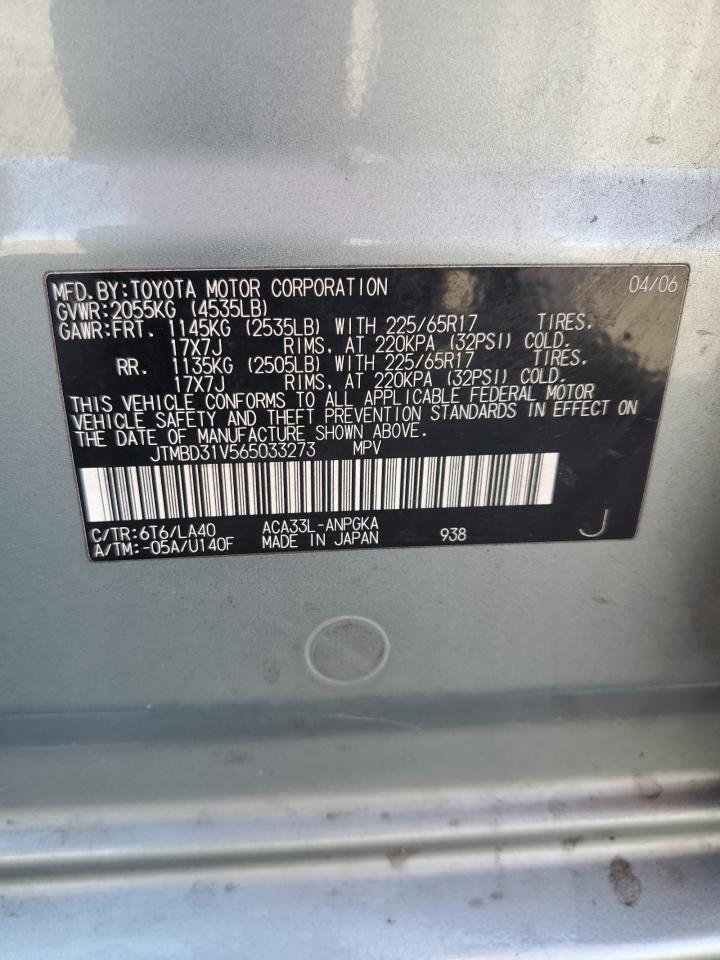 MFD.BY:TOYOTA MOTOR CORPORATION 04/06
GVWR:2055KG (4535LB)
GAWR:FRT. 1145KG (2535LB) WITH 225/65R17 TIRES,
17X7J RIMS, AT 220KPA (32PSI) COLD.
RR. 1135KG (2505LB) WITH 225/65R17 TIRES,
17X7J RIMS, AT 220KPA (32PSI) COLD.
THIS VEHICLE CONFORMS TO ALL APPLICABLE FEDERAL MOTOR
VEHICLE SAFETY AND THEFT PREVENTION STANDARDS IN EFFECT ON
THE DATE OF MANUFACTURE SHOWN ABOVE.
JTMBD31V565033273 MPV
C/TR:6T6/LA40 ACA33L-ANPGKA
A/TM:-05A/U140F MADE IN JAPAN 938 J